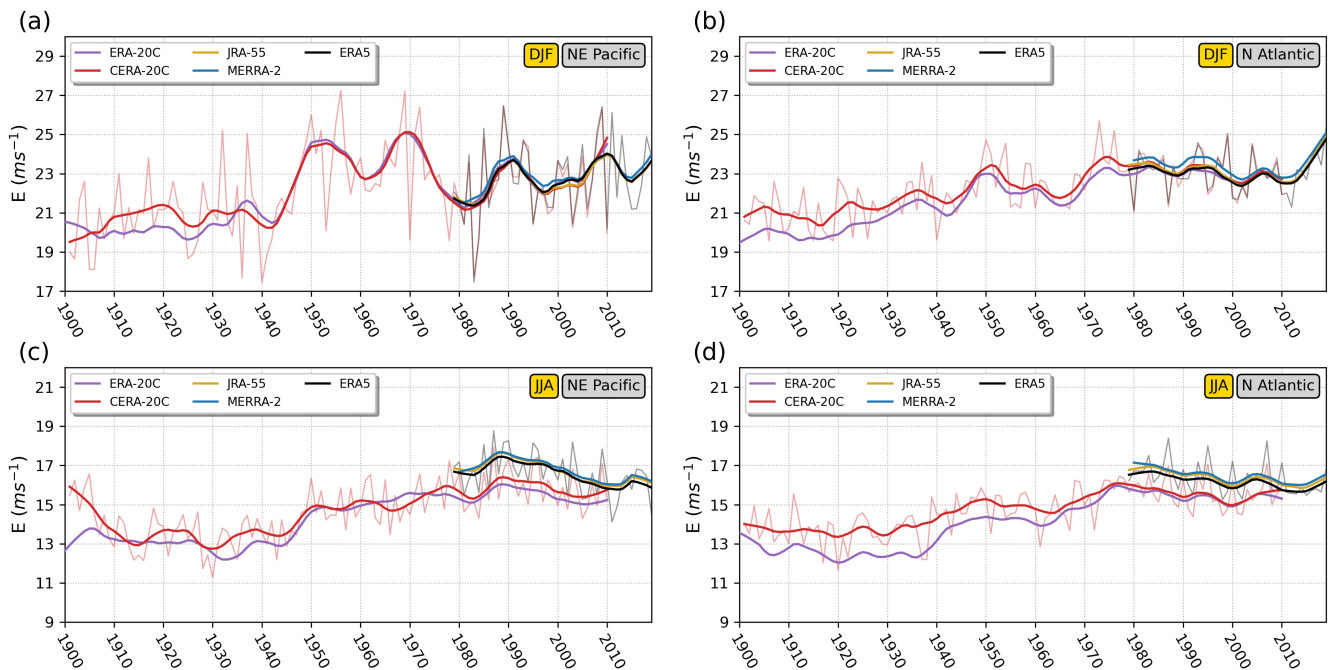 (a)
ERA-20C JRA-55 ERA5
CERA-20C MERRA-2
DJF NE Pacific
E (ms⁻¹)
29
27
25
23
21
19
17
1900 1910 1920 1930 1940 1950 1960 1970 1980 1990 2000 2010
(b)
ERA-20C JRA-55 ERA5
CERA-20C MERRA-2
DJF N Atlantic
E (ms⁻¹)
29
27
25
23
21
19
17
1900 1910 1920 1930 1940 1950 1960 1970 1980 1990 2000 2010
(c)
ERA-20C JRA-55 ERA5
CERA-20C MERRA-2
JJA NE Pacific
E (ms⁻¹)
21
19
17
15
13
11
9
1900 1910 1920 1930 1940 1950 1960 1970 1980 1990 2000 2010
(d)
ERA-20C JRA-55 ERA5
CERA-20C MERRA-2
JJA N Atlantic
E (ms⁻¹)
21
19
17
15
13
11
9
1900 1910 1920 1930 1940 1950 1960 1970 1980 1990 2000 2010